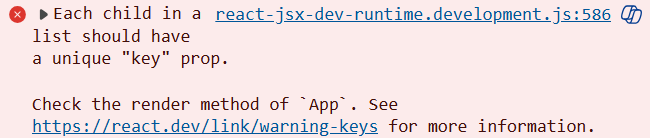 Each child in a react-jsx-dev-runtime.development.js:586
list should have
a unique "key" prop.
Check the render method of `App`. See
https://react.dev/link/warning-keys for more information.